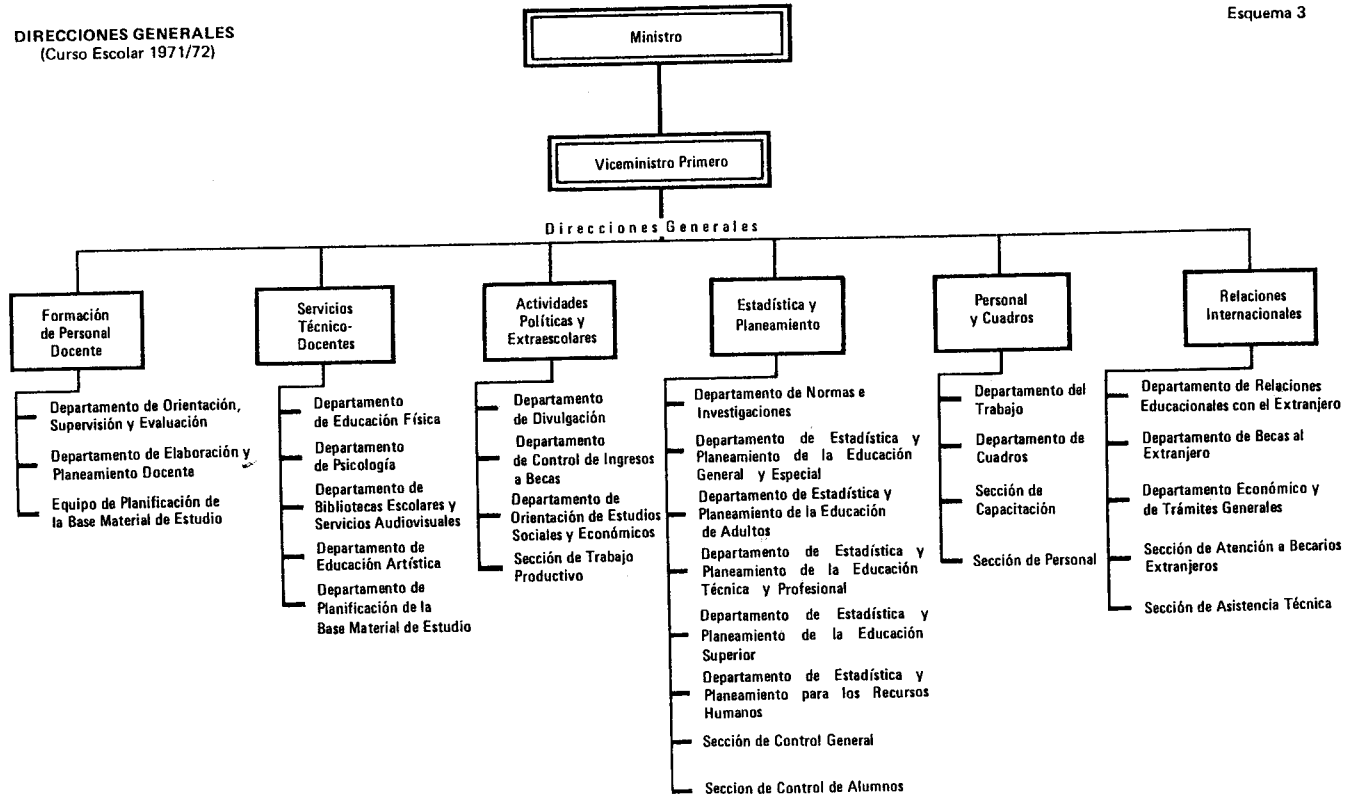 DIRECCIONES GENERALES
(Curso Escolar 1971/72)
Esquema 3
Ministro
Viceministro Primero
Direcciones Generales
Formación
de Personal
Docente
Departamento de Orientación,
Supervisión y Evaluación
Departamento de Elaboración y
Planeamiento Docente
Equipo de Planificación de
la Base Material de Estudio
Servicios
Técnico-
Docentes
Departamento
de Educación Física
Departamento
de Psicología
Departamento de
Bibliotecas Escolares y
Servicios Audiovisuales
Departamento de
Educación Artística
Departamento de
Planificación de la
Base Material de Estudio
Actividades
Políticas y
Extraescolares
Departamento
de Divulgación
Departamento
de Control de Ingresos
a Becas
Departamento de
Orientación de Estudios
Sociales y Económicos
Sección de Trabajo
Productivo
Estadística y
Planeamiento
Departamento de Normas e
Investigaciones
Departamento de Estadística y
Planeamiento de la Educación
General y Especial
Departamento de Estadística y
Planeamiento de la Educación
de Adultos
Departamento de Estadística y
Planeamiento de la Educación
Técnica y Profesional
Departamento de Estadística y
Planeamiento de la Educación
Superior
Departamento de Estadística y
Planeamiento para los Recursos
Humanos
Sección de Control General
Seccion de Control de Alumnos
Personal
y Cuadros
Departamento del
Trabajo
Departamento de
Cuadros
Sección de
Capacitación
Sección de Personal
Relaciones
Internacionales
Departamento de Relaciones
Educacionales con el Extranjero
Departamento de Becas al
Extranjero
Departamento Económico y
de Trámites Generales
Sección de Atención a Becarios
Extranjeros
Sección de Asistencia Técnica